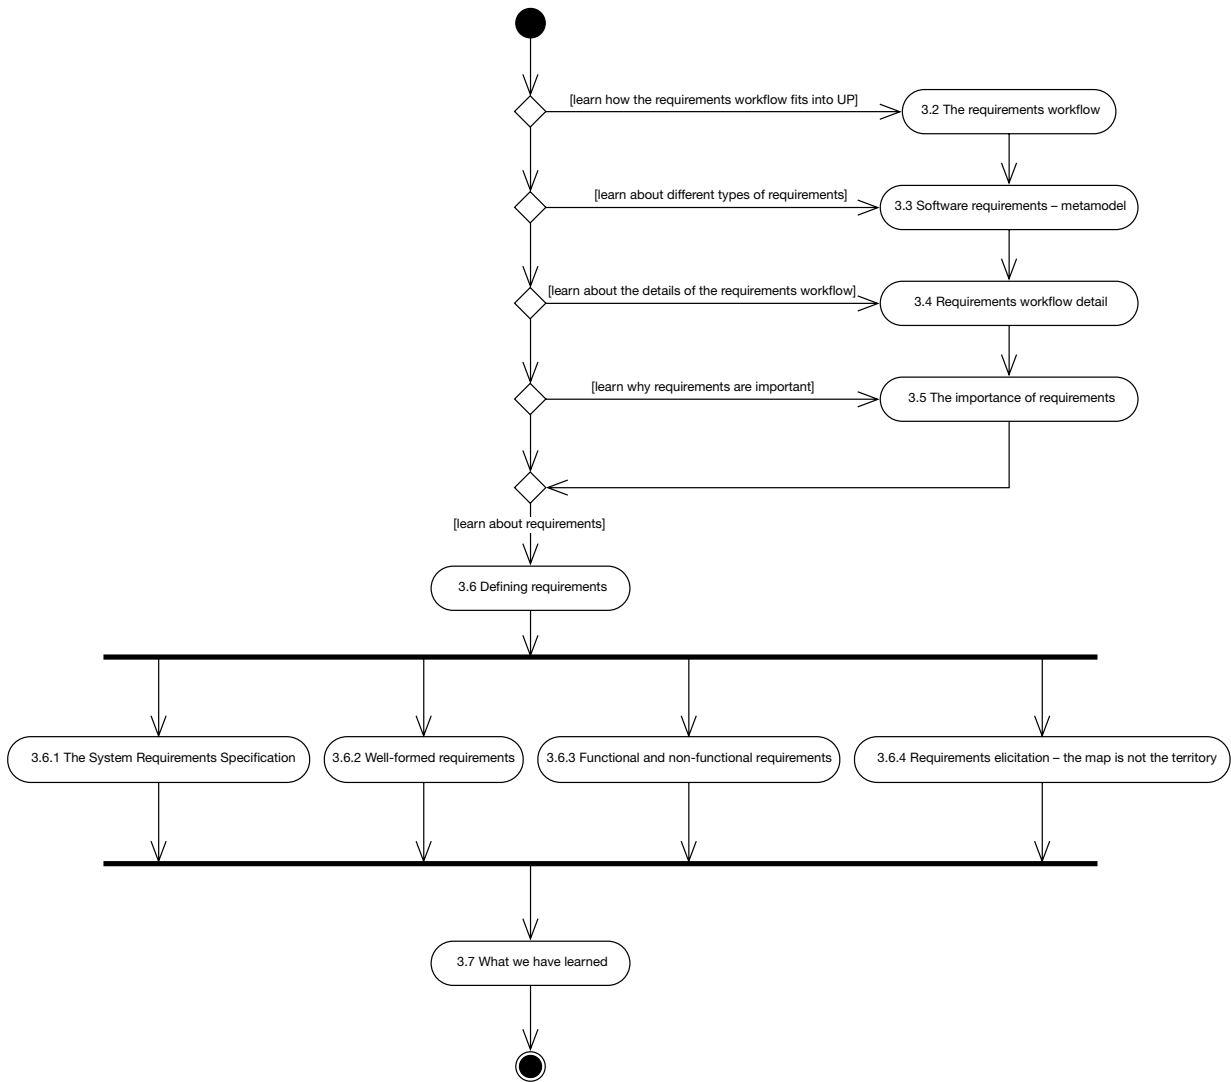 [learn how the requirements workflow fits into UP]
3.2 The requirements workflow
[learn about different types of requirements]
3.3 Software requirements – metamodel
[learn about the details of the requirements workflow]
3.4 Requirements workflow detail
[learn why requirements are important]
3.5 The importance of requirements
[learn about requirements]
3.6 Defining requirements
3.6.1 The System Requirements Specification
3.6.2 Well-formed requirements
3.6.3 Functional and non-functional requirements
3.6.4 Requirements elicitation – the map is not the territory
3.7 What we have learned